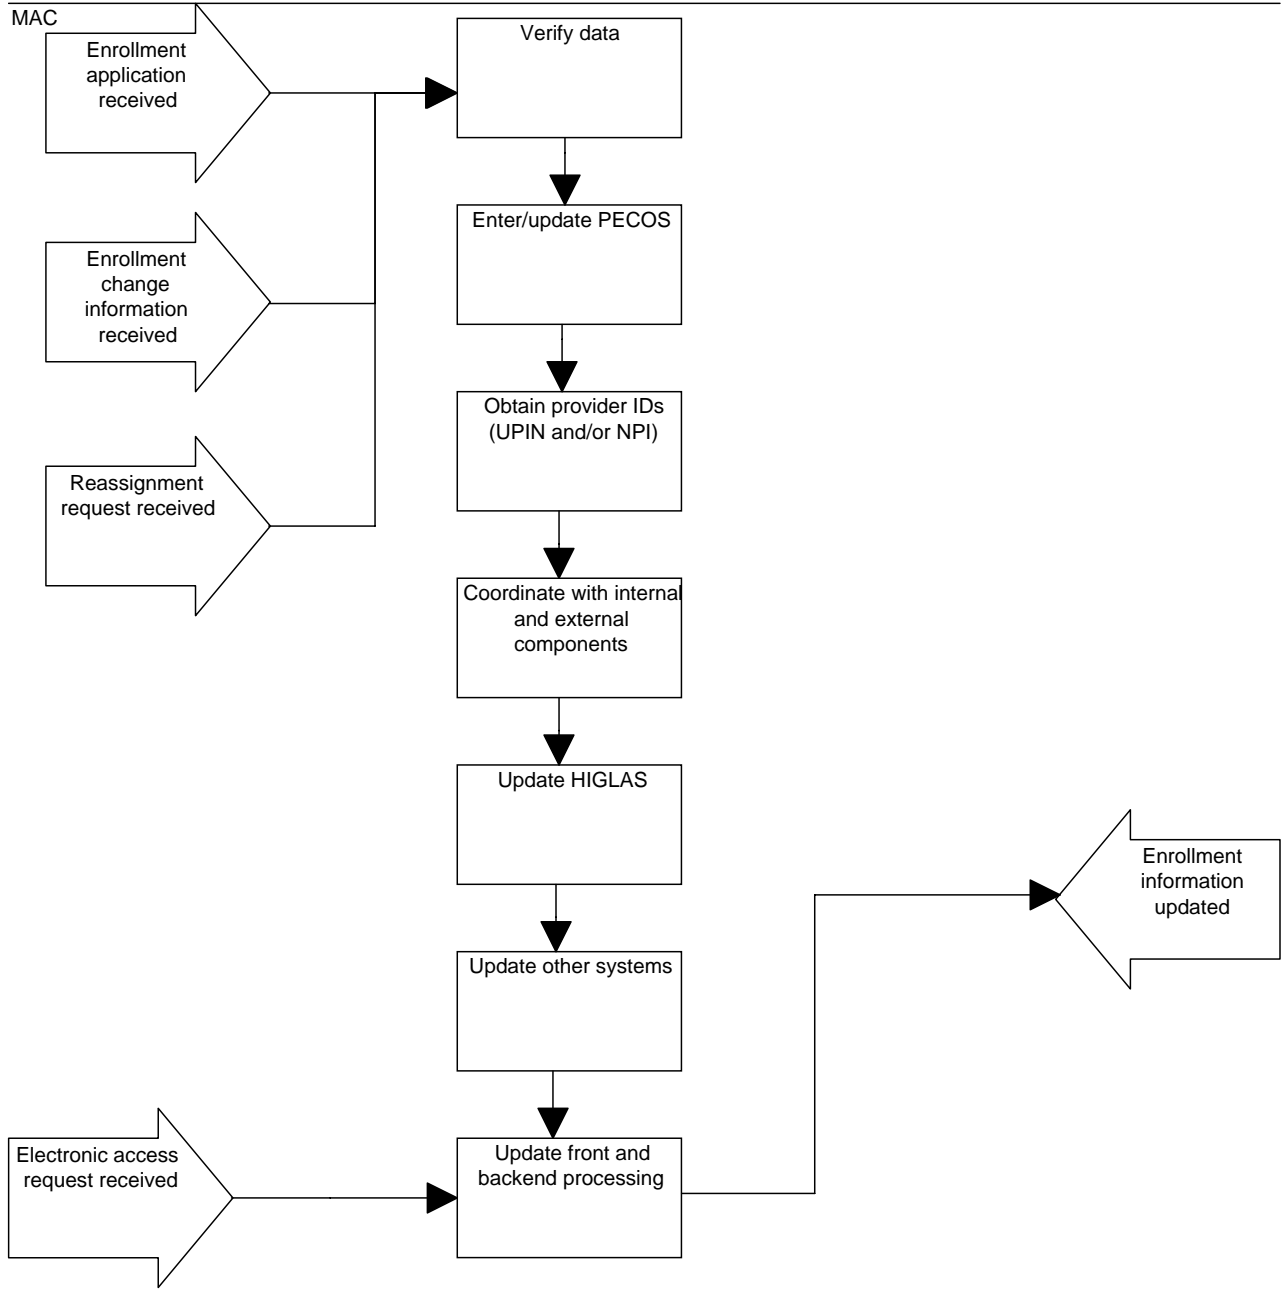 MAC
Enrollment
application
received
Verify data
Enter/update PECOS
Enrollment
change
information
received
Obtain provider IDs
(UPIN and/or NPI)
Reassignment
request received
Coordinate with internal
and external
components
Update HIGLAS
Enrollment
information
updated
Update other systems
Electronic access
request received
Update front and
backend processing